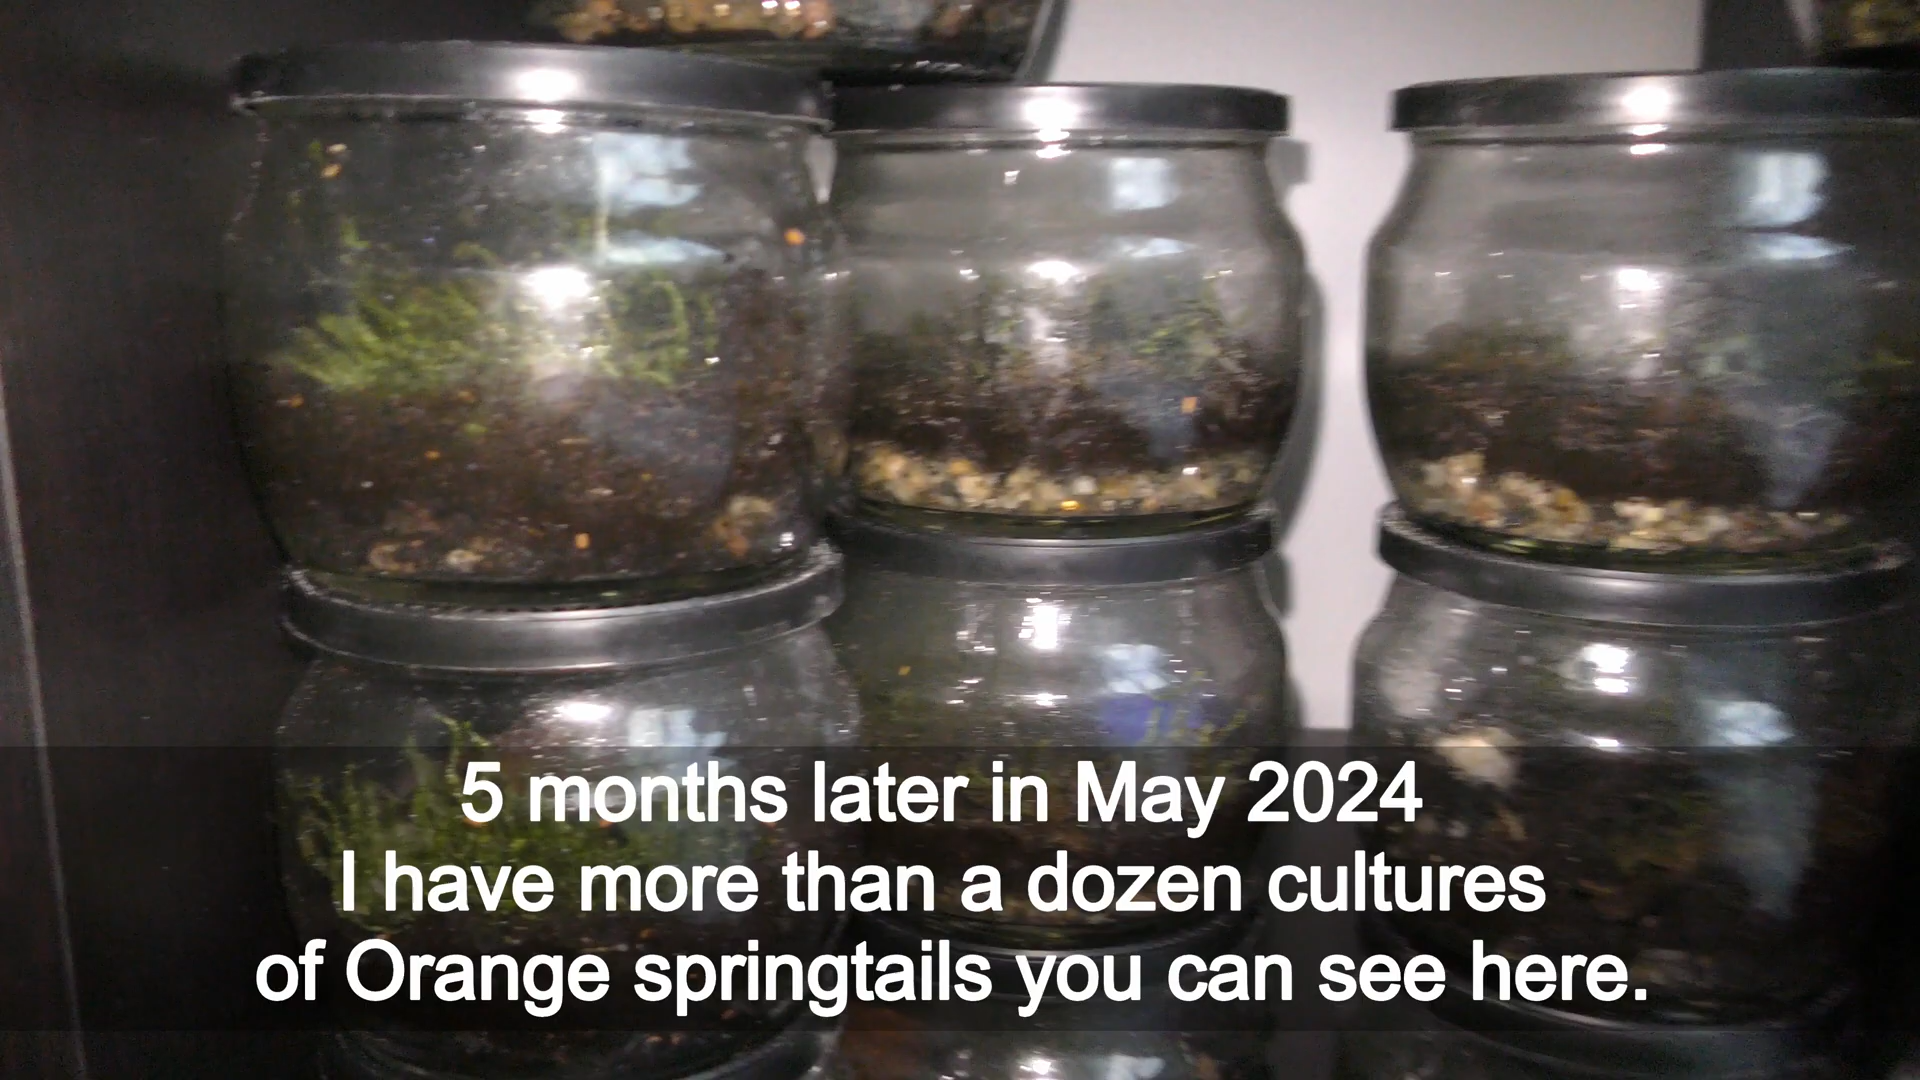 5 months later in May 2024
I have more than a dozen cultures
of Orange springtails you can see here.